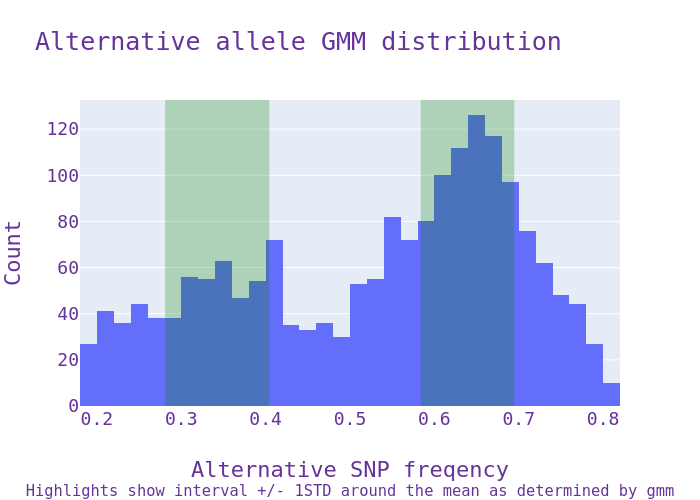 Alternative allele GMM distribution
120
100
80
60
40
20
0
Count
0.2 0.3 0.4 0.5 0.6 0.7 0.8
Alternative SNP freqency
Highlights show interval +/- 1STD around the mean as determined by gmm